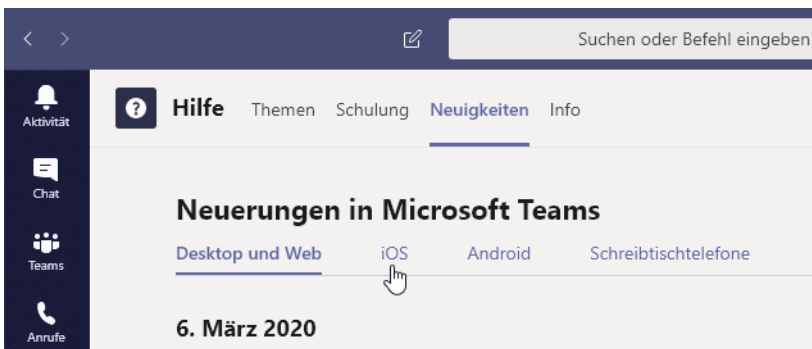 Suchen oder Befehl eingeben
Aktivität
Chat
Teams
Anrufe
Hilfe Themen Schulung Neuigkeiten Info
Neuerungen in Microsoft Teams
Desktop und Web iOS Android Schreibtischtelefone
6. März 2020